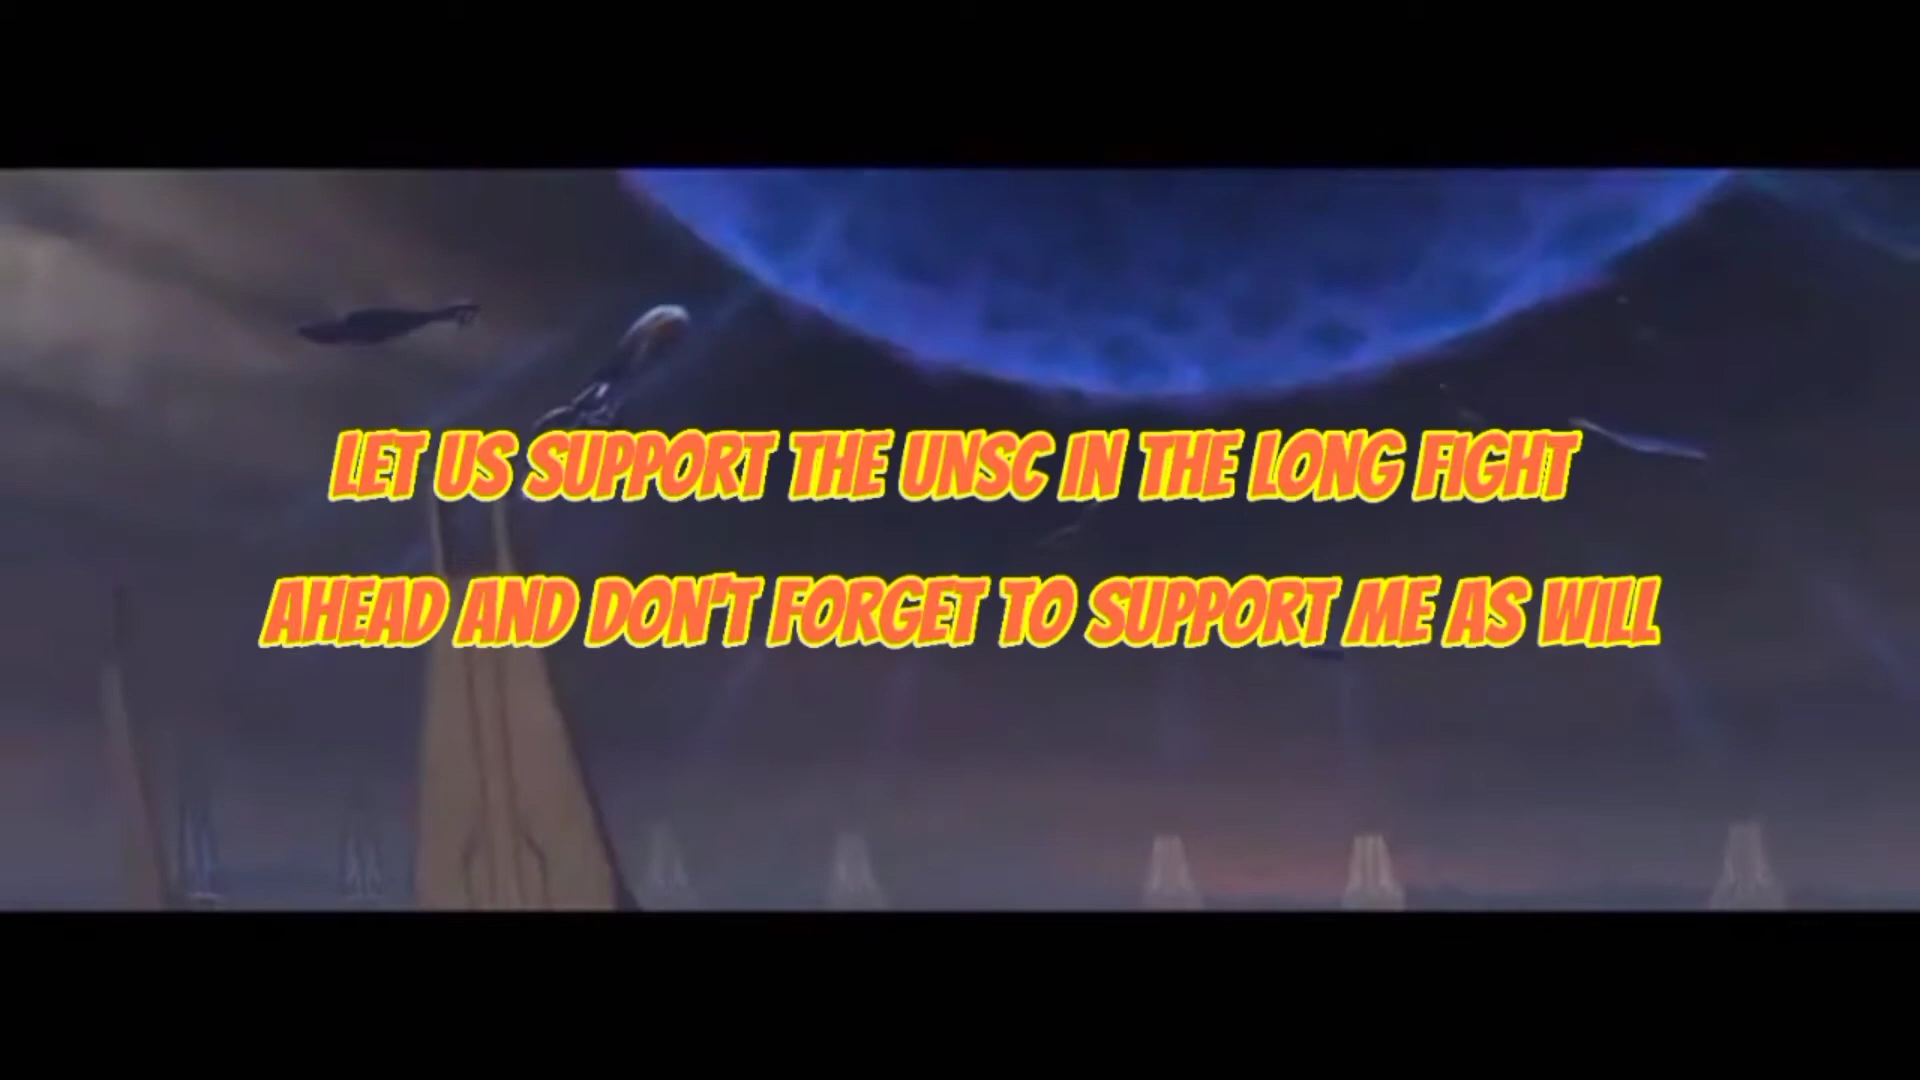 LET US SUPPORT THE UNSC IN THE LONG FIGHT
AHEAD AND DON'T FORGET TO SUPPORT ME AS WILL